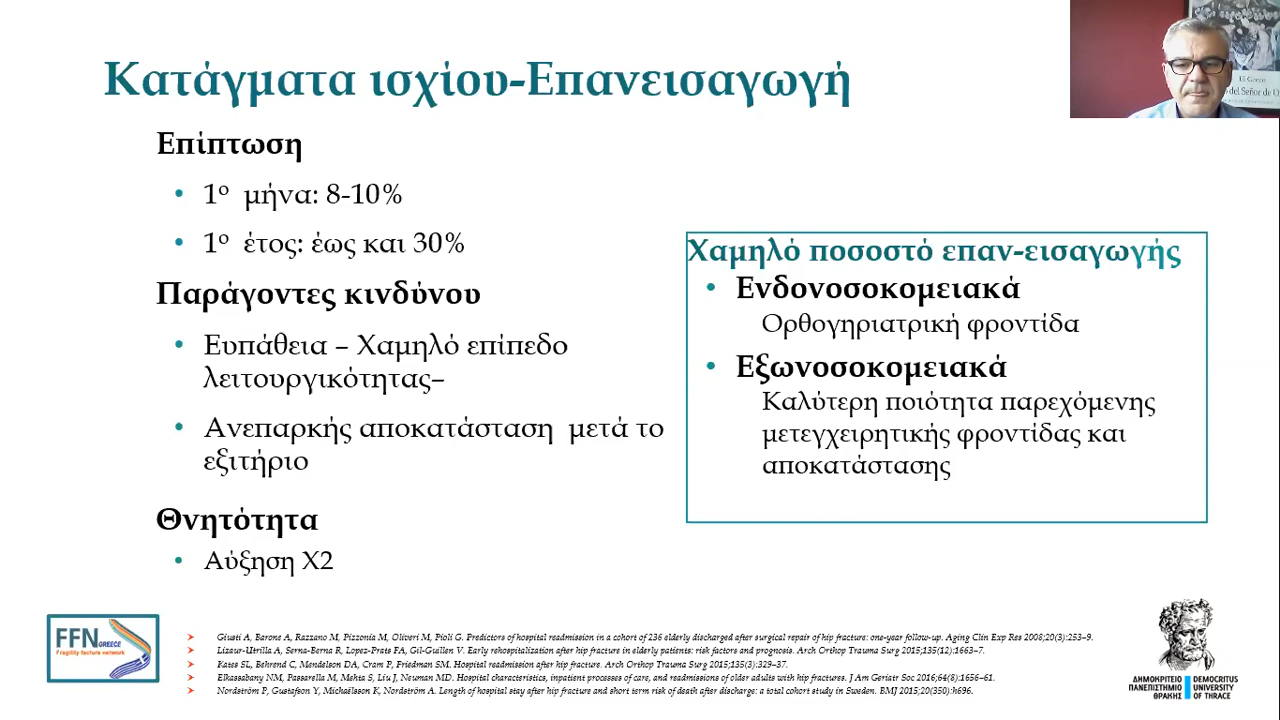 Κατάγματα ισχίου-Επανεισαγωγή
Επίπτωση
• 1ο μήνα: 8-10%
• 1ο έτος: έως και 30%
Παράγοντες κινδύνου
• Ευπάθεια – Χαμηλό επίπεδο
λειτουργικότητας–
• Ανεπαρκής αποκατάσταση μετά το
εξιτήριο
Θνητότητα
• Αύξηση Χ2
Χαμηλό ποσοστό επαν-εισαγωγής
• Ενδονοσοκομειακά
Ορθογηριατρική φροντίδα
• Εξωνοσοκομειακά
Καλύτερη ποιότητα παρεχόμενης
μετεγχειρητικής φροντίδας και
αποκατάστασης
El Greco
del Señor de O
FFN GREECE
Fragility fracture network
Giusti A, Barone A, Razzano M, Pizzonia M, Oliveri M, Pioli G. Predictors of hospital readmission in a cohort of 236 elderly discharged after surgical repair of hip fracture: one-year follow-up. Aging Clin Exp Res 2008;20(3):253–9.
Lizaur-Utrilla A, Serna-Berna R, Lopez-Prats FA, Gil-Guillen V. Early rehospitalization after hip fracture in elderly patients: risk factors and prognosis. Arch Orthop Trauma Surg 2015;135(12):1663–7.
Kates SL, Behrend C, Mendelson DA, Cram P, Friedman SM. Hospital readmission after hip fracture. Arch Orthop Trauma Surg 2015;135(3):329–37.
Elkassabany NM, Passarella M, Mehta S, Liu J, Neuman MD. Hospital characteristics, inpatient processes of care, and readmissions of older adults with hip fractures. J Am Geriatr Soc 2016;64(8):1656–61.
Nordström P, Gustafson Y, Michaëlsson K, Nordström A. Length of hospital stay after hip fracture and short term risk of death after discharge: a total cohort study in Sweden. BMJ 2015;20(350):h696.
ΔΗΜΟΚΡΙΤΕΙΟ
ΠΑΝΕΠΙΣΤΗΜΙΟ
ΘΡΑΚΗΣ
DEMOCRITUS
UNIVERSITY
OF THRACE